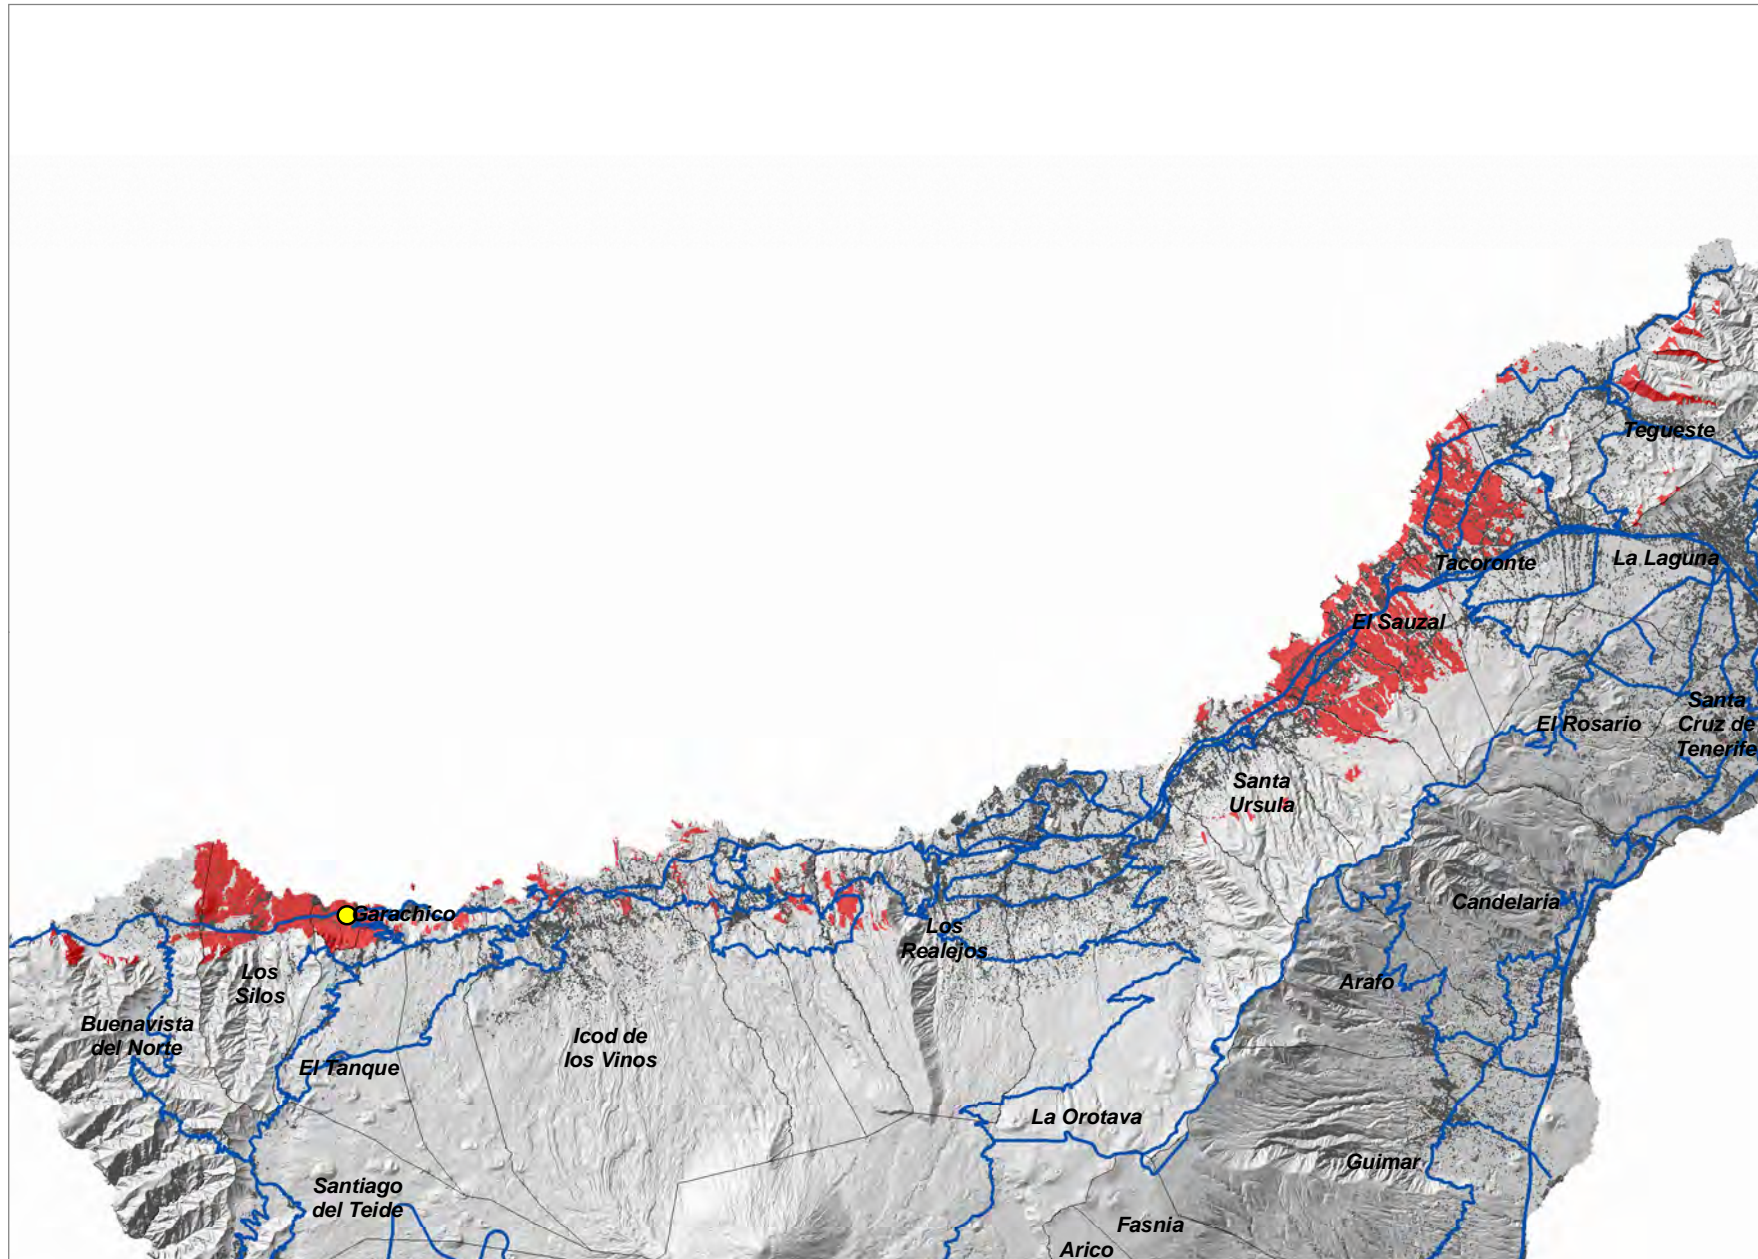 Tegueste
Tacoronte
La Laguna
El Sauzal
El Rosario
Santa
Cruz de
Tenerife
Santa
Ursula
Candelaria
Garachico
Los
Realejos
Los
Silos
Arafo
Buenavista
del Norte
Icod de
los Vinos
El Tanque
La Orotava
Guimar
Santiago
del Teide
Fasnia
Arico